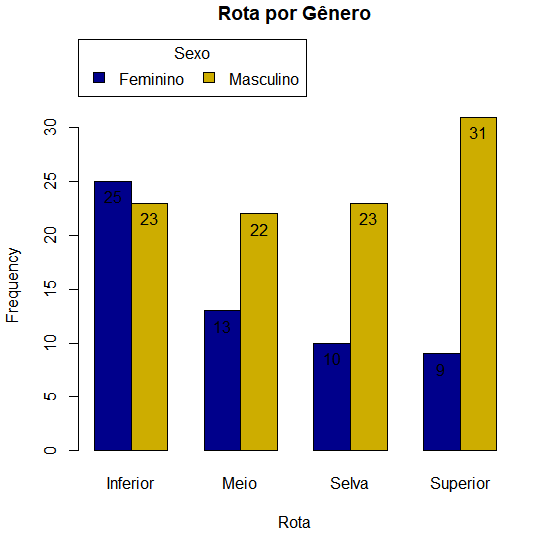 Rota por Gênero
Sexo
Feminino Masculino
Frequency
30
25
20
15
10
5
0
25 23 13 22 10 23 9 31
Inferior Meio Selva Superior
Rota